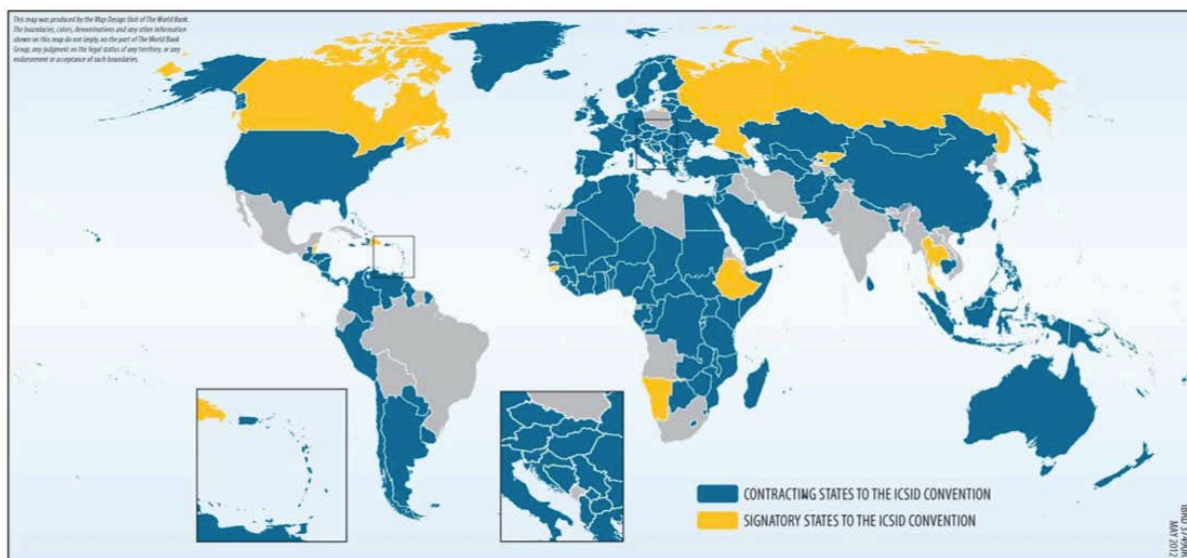 This map was produced by the Map Design Unit of The World Bank.
The boundaries, colors, denominations and any other information
shown on this map do not imply, on the part of The World Bank
Group, any judgment on the legal status of any territory, or any
endorsement or acceptance of such boundaries.
CONTRACTING STATES TO THE ICSID CONVENTION
SIGNATORY STATES TO THE ICSID CONVENTION
IBRD
MAY 2012